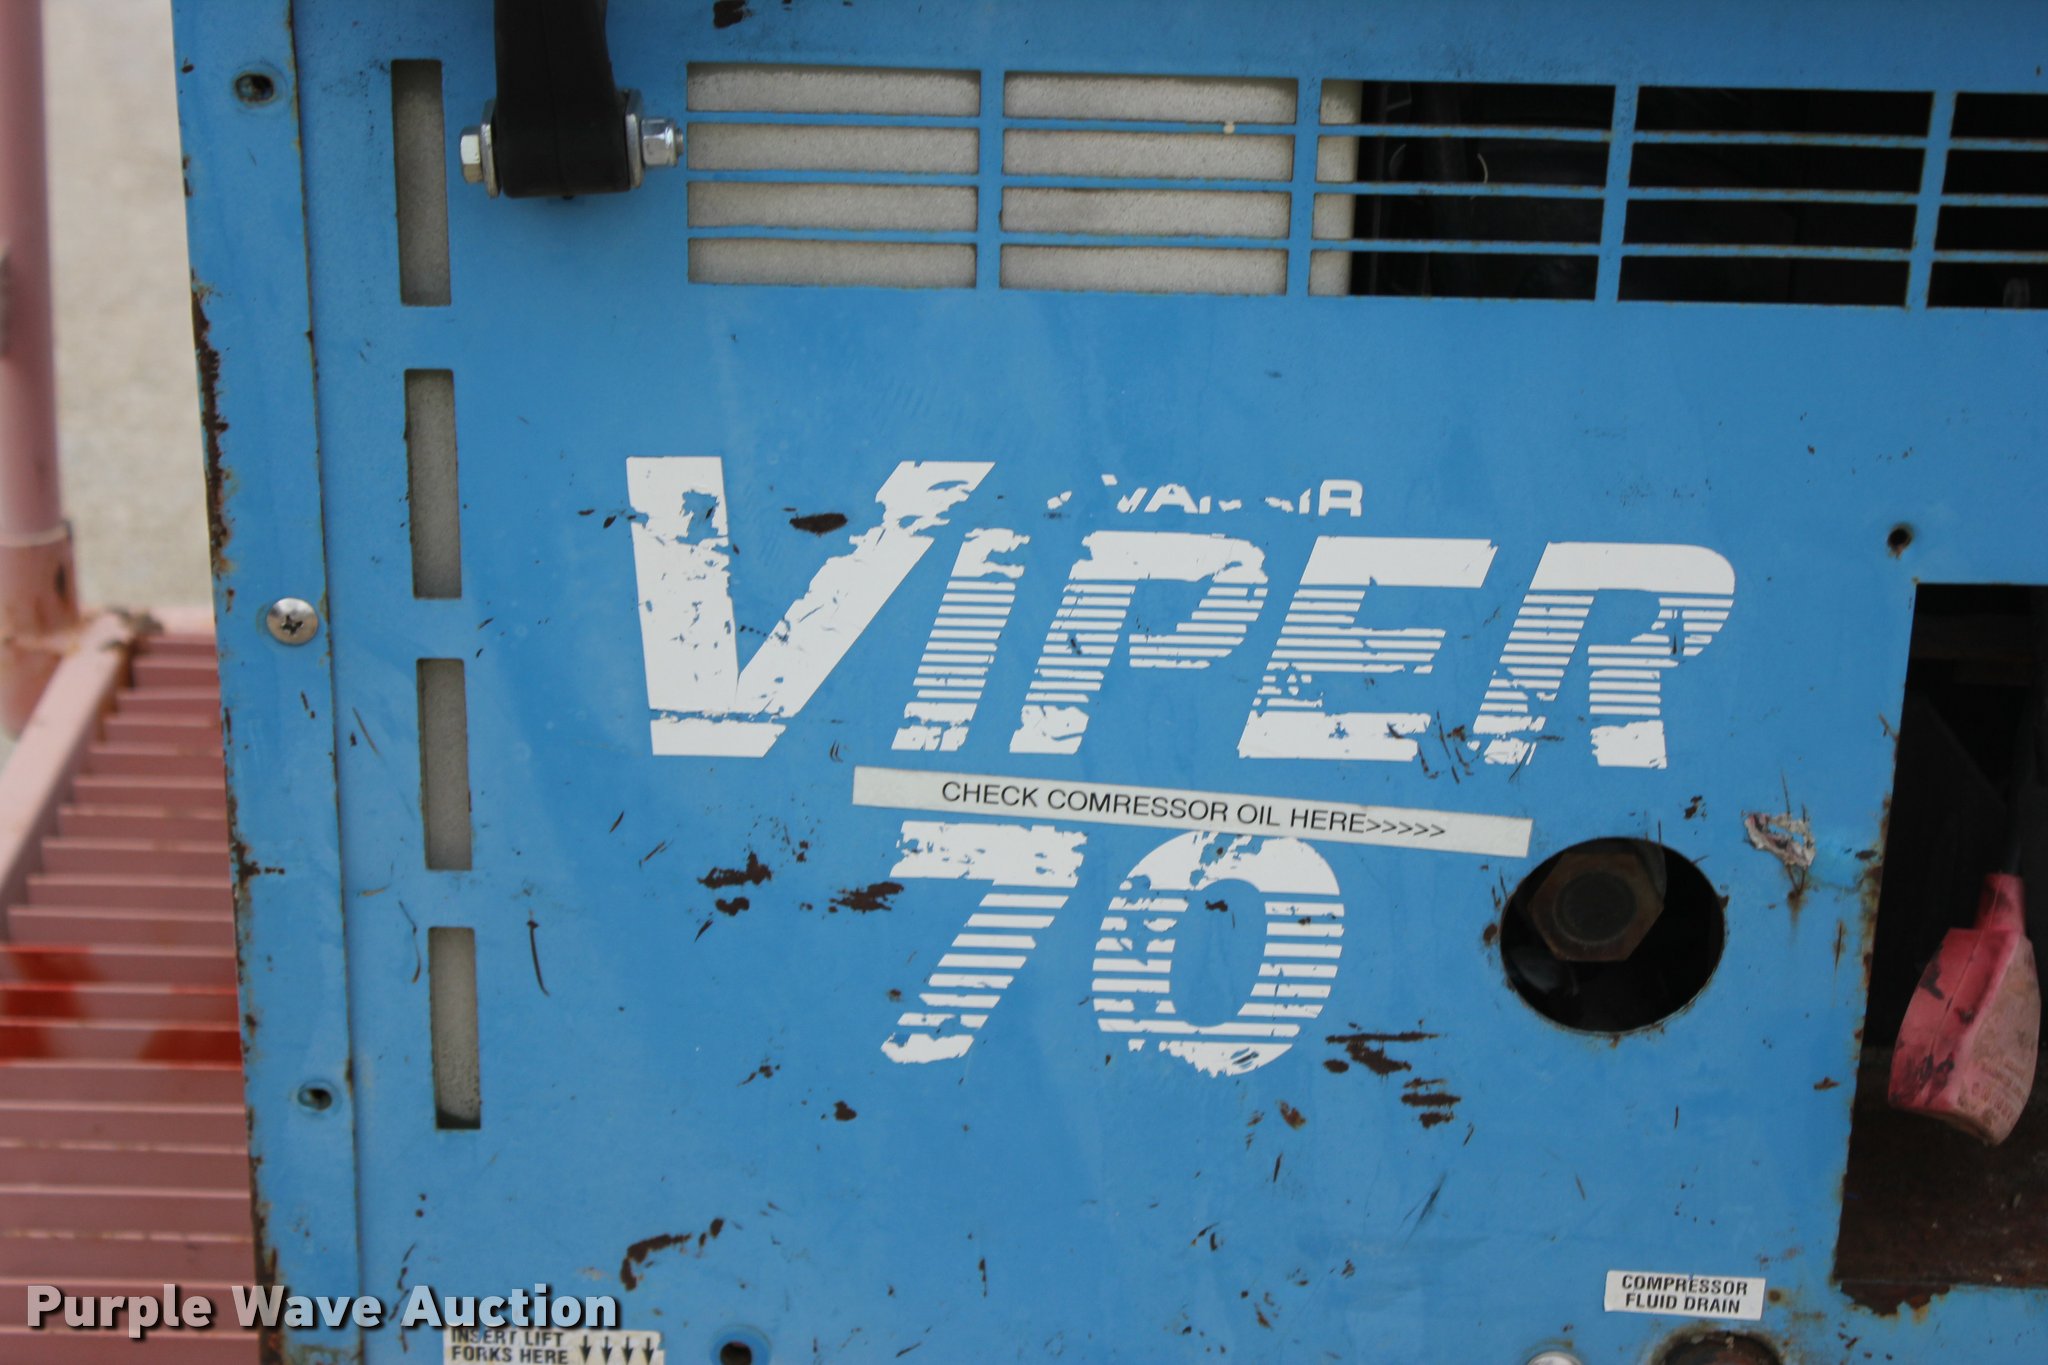 VIPER
CHECK COMRESSOR OIL HERE>>>>>
70
COMPRESSOR
FLUID DRAIN
INSERT LIFT
FORKS HERE
Purple Wave Auction